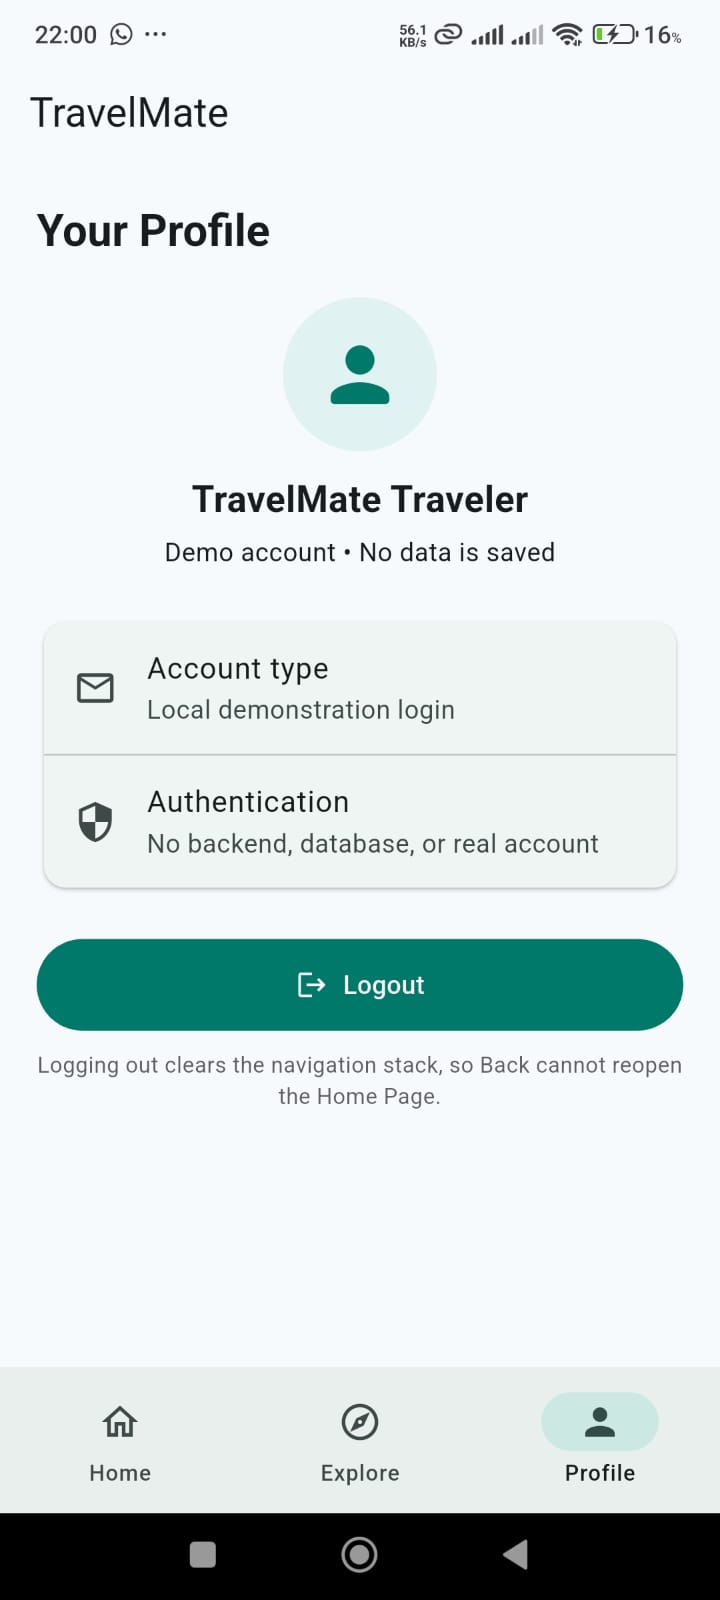 22:00
56.1
KB/s
16%
TravelMate
Your Profile
TravelMate Traveler
Demo account • No data is saved
Account type
Local demonstration login
Authentication
No backend, database, or real account
Logout
Logging out clears the navigation stack, so Back cannot reopen
the Home Page.
Home
Explore
Profile